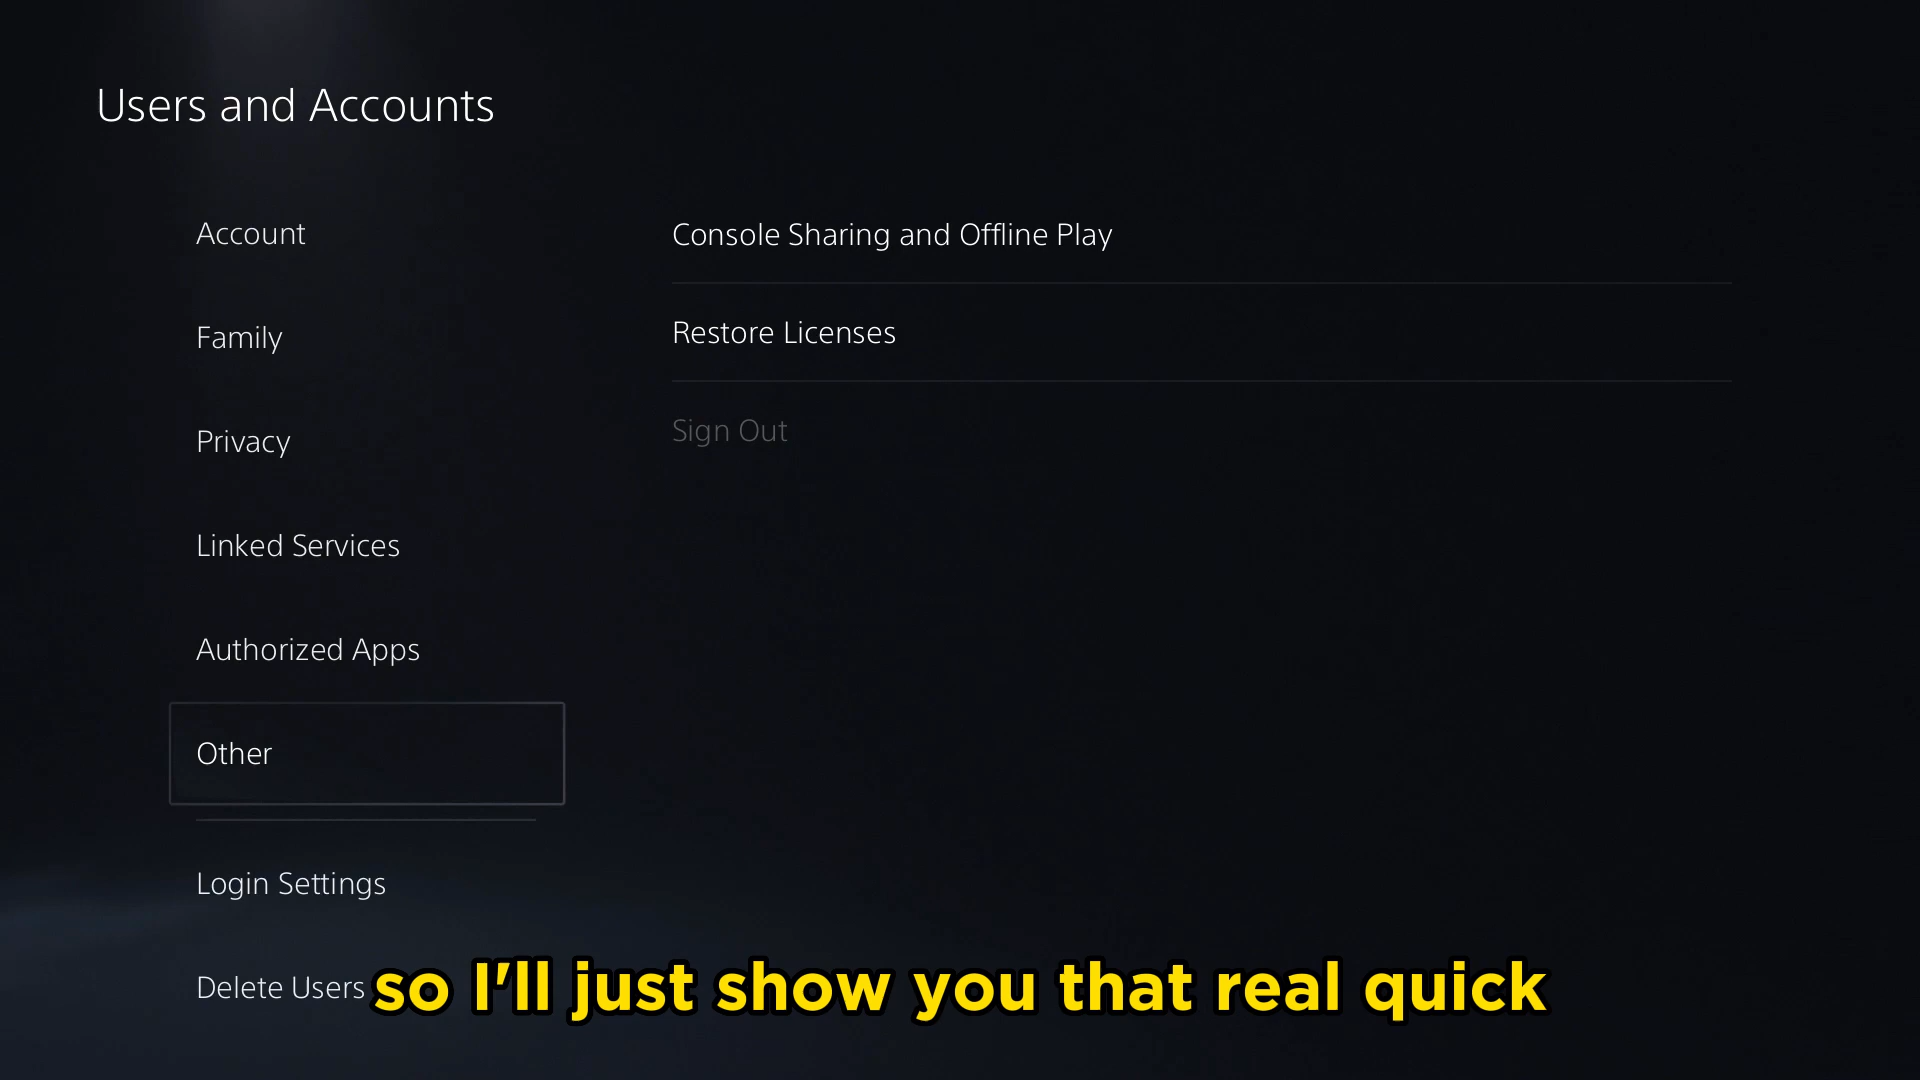 Users and Accounts
Account
Family
Privacy
Linked Services
Authorized Apps
Other
Login Settings
Delete Users
Console Sharing and Offline Play
Restore Licenses
Sign Out
so I'll just show you that real quick